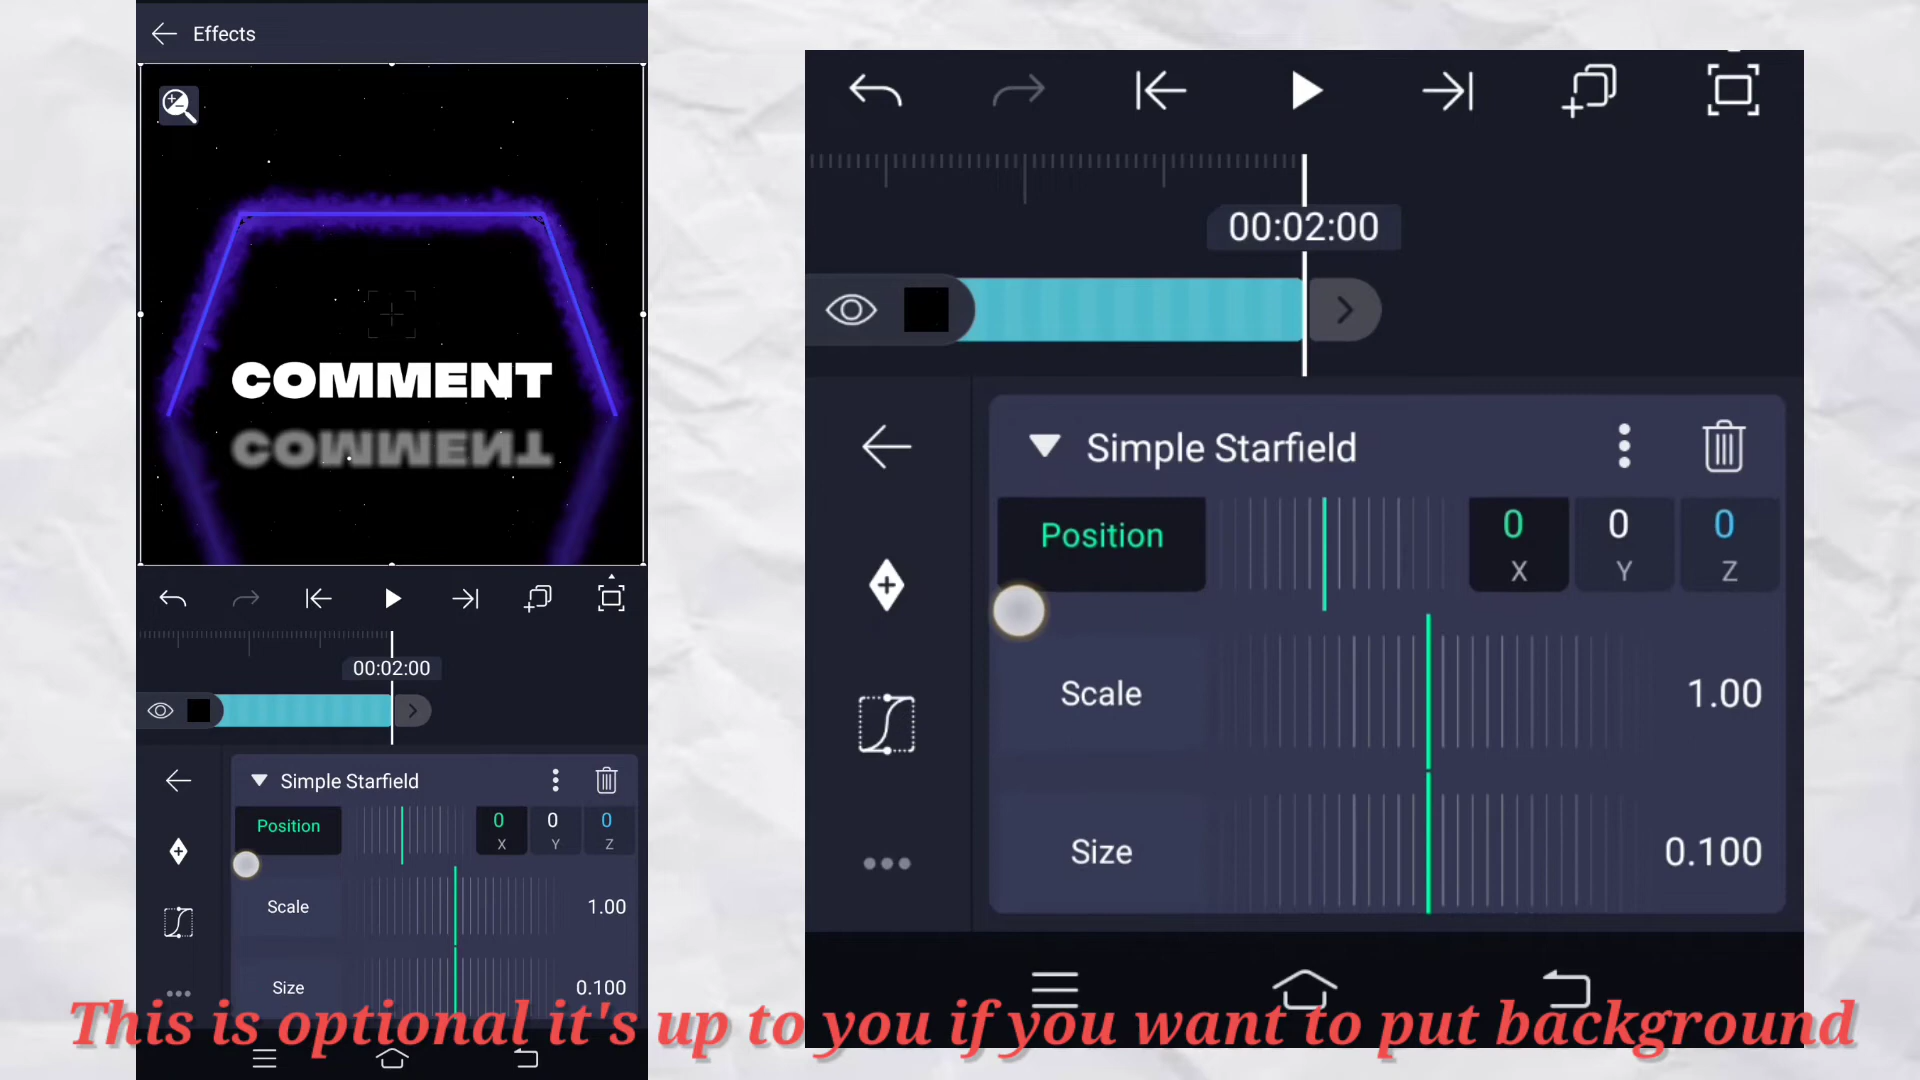 Effects
COMMENT
COMMENT
00:02:00
Simple Starfield
Position
0
X
0
Y
0
Z
Scale
1.00
Size
0.100
00:02:00
Simple Starfield
Position
0
X
0
Y
0
Z
Scale
1.00
Size
0.100
This is optional it's up to you if you want to put background